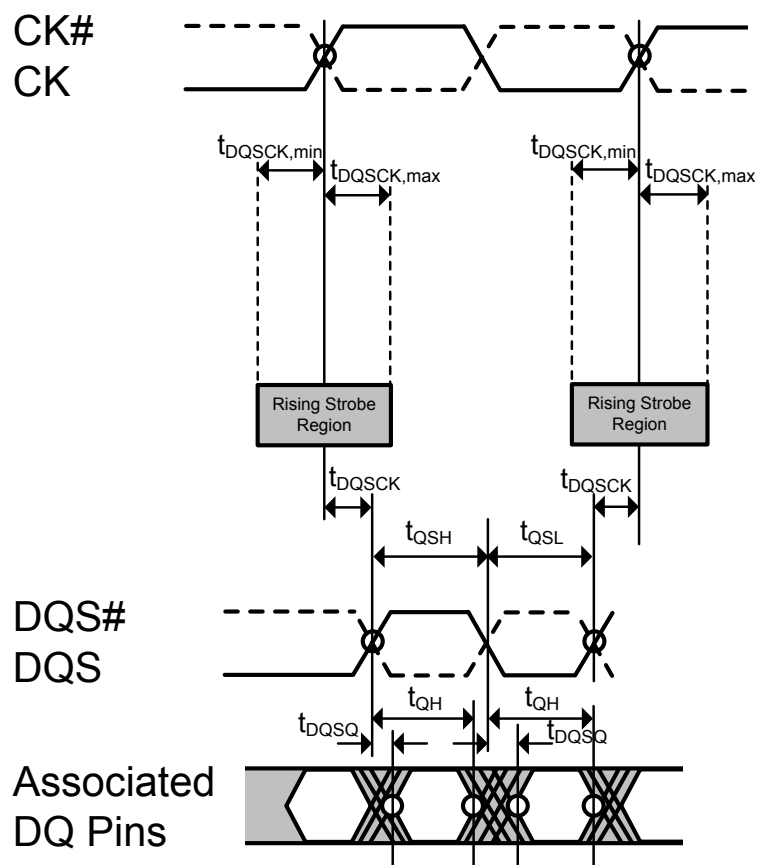 CK#
CK
tDQSCK,min
tDQSCK,max
tDQSCK,min
tDQSCK,max
Rising Strobe
Region
Rising Strobe
Region
tDQSCK
tDQSCK
tQSH
tQSL
DQS#
DQS
tQH
tQH
tDQSQ
tDQSQ
Associated
DQ Pins